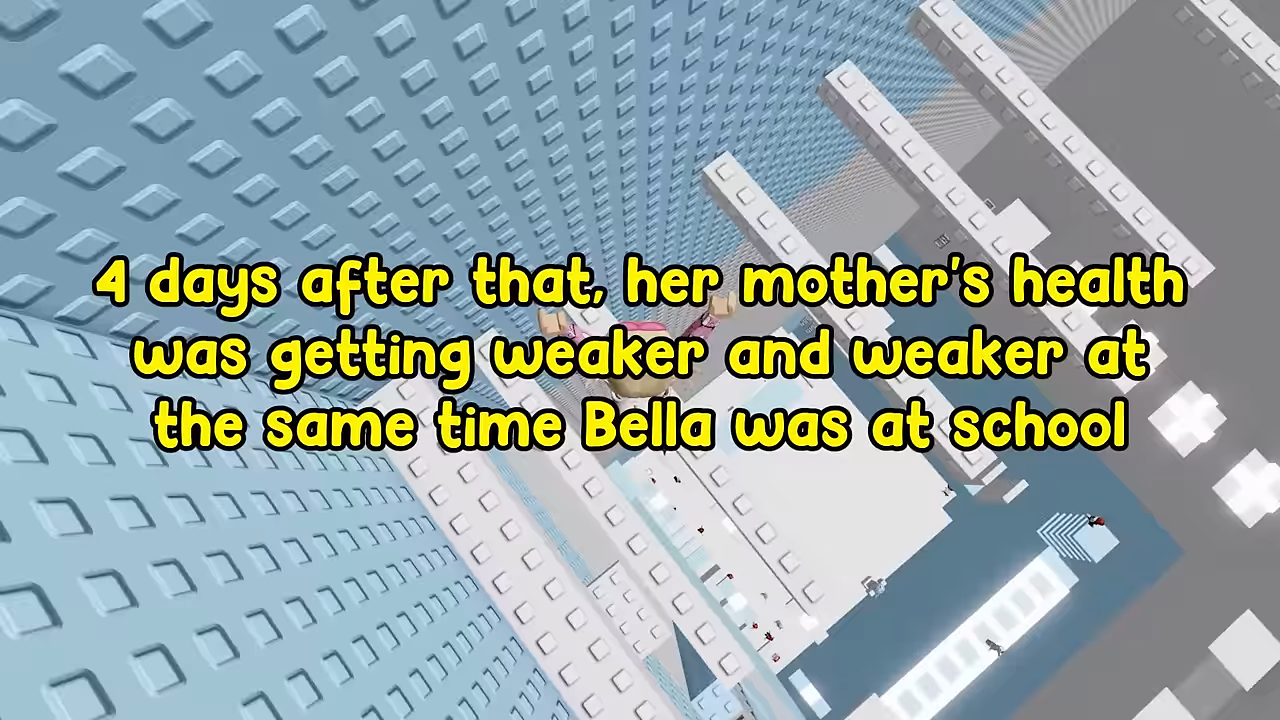 4 days after that, her mother's health
was getting weaker and weaker at
the same time Bella was at school